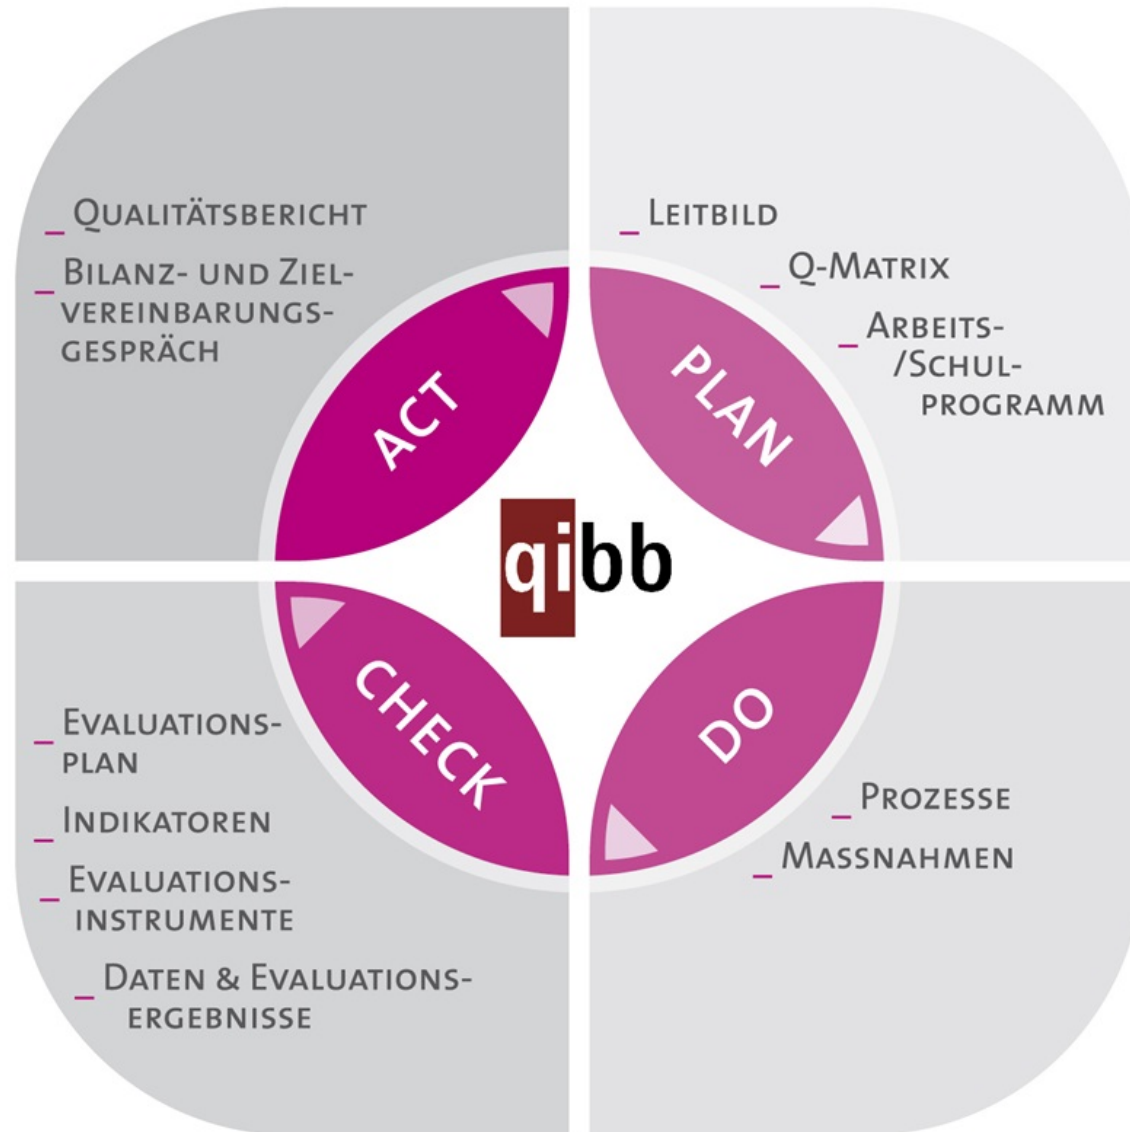 Qualitätsbericht
Bilanz- und Ziel-
vereinbarungs-
gespräch
Leitbild
Q-Matrix
Arbeits-
/Schul-
programm
ACT
PLAN
qibb
CHECK
DO
Evaluations-
plan
Indikatoren
Evaluations-
instrumente
Daten & Evaluations-
ergebnisse
Prozesse
Massnahmen